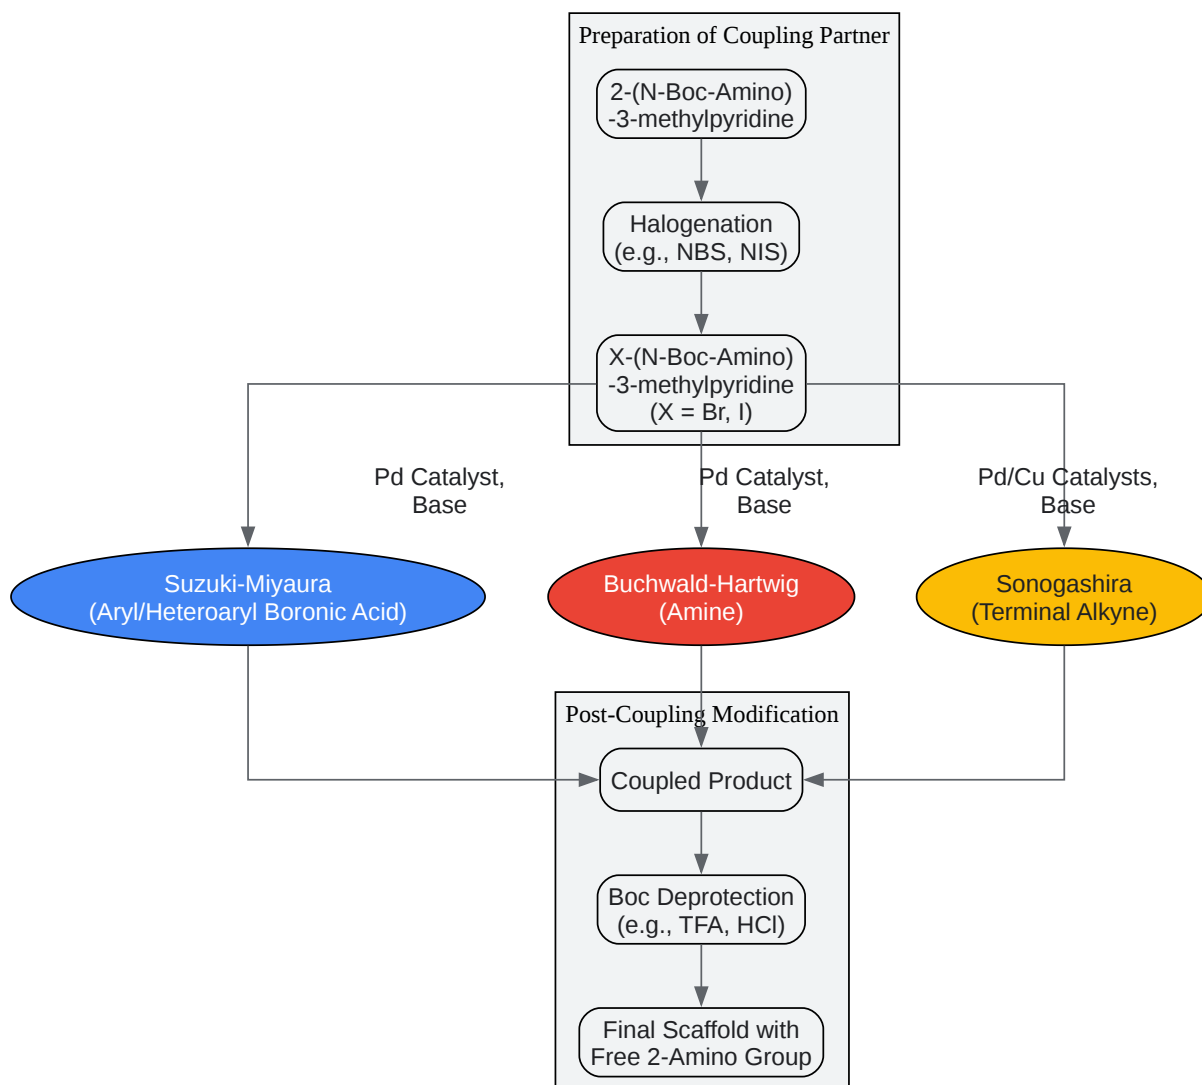 Preparation of Coupling Partner
2-(N-Boc-Amino)
-3-methylpyridine
Halogenation
(e.g., NBS, NIS)
X-(N-Boc-Amino)
-3-methylpyridine
(X = Br, I)
Pd Catalyst,
Base
Pd Catalyst,
Base
Pd/Cu Catalysts,
Base
Suzuki-Miyaura
(Aryl/Heteroaryl Boronic Acid)
Buchwald-Hartwig
(Amine)
Sonogashira
(Terminal Alkyne)
Post-Coupling Modification
Coupled Product
Boc Deprotection
(e.g., TFA, HCl)
Final Scaffold with
Free 2-Amino Group